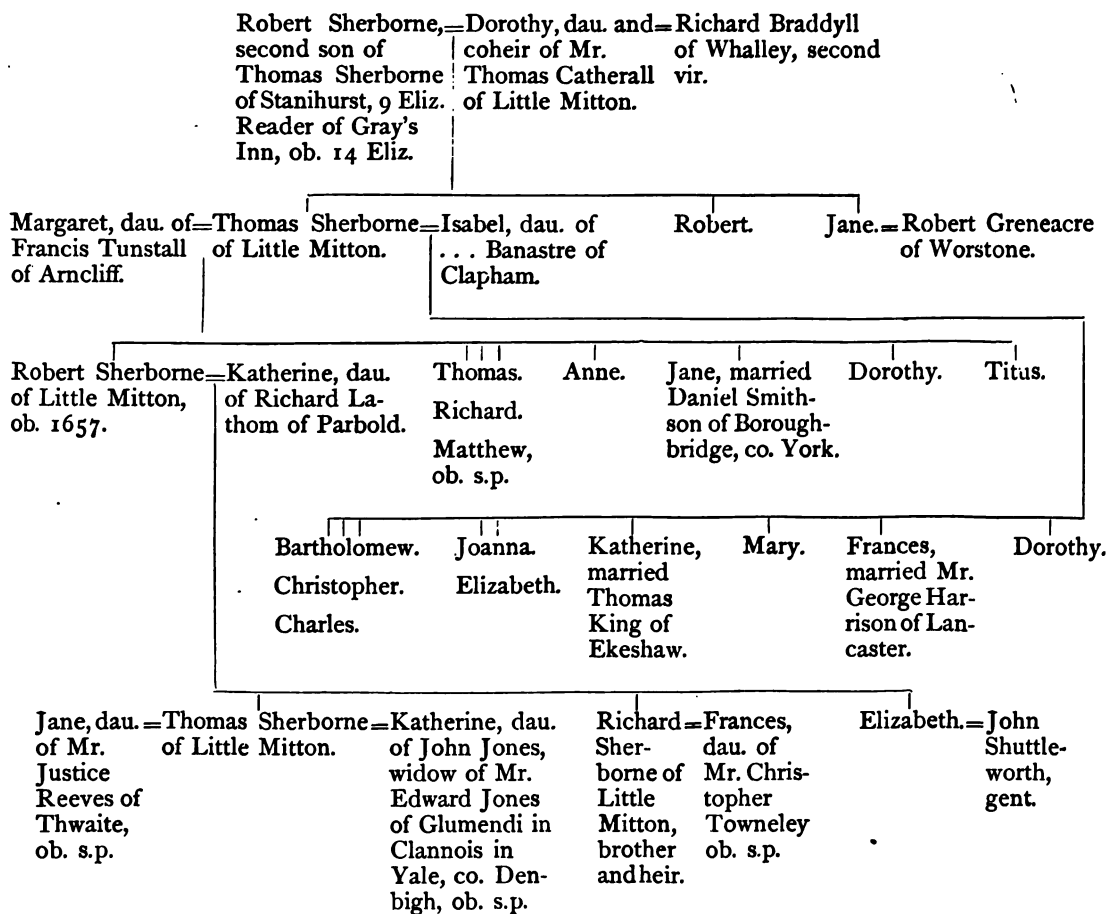 Robert Sherborne,=Dorothy, dau. and=Richard Braddyll
second son of coheir of Mr. of Whalley, second
Thomas Sherborne Thomas Catherall vir.
of Stanihurst, 9 Eliz. of Little Mitton.
Reader of Gray's
Inn, ob. 14 Eliz.
Margaret, dau. of=Thomas Sherborne=Isabel, dau. of Robert. Jane.=Robert Greneacre
Francis Tunstall of Little Mitton. ... Banastre of of Worstone.
of Arncliff. Clapham.
Robert Sherborne=Katherine, dau. Thomas. Anne. Jane, married Dorothy. Titus.
of Little Mitton, of Richard La- Daniel Smith-
ob. 1657. thom of Parbold. Richard. son of Borough-
Matthew, bridge, co. York.
ob. s.p.
Bartholomew. Joanna. Katherine, Mary. Frances, Dorothy.
Christopher. Elizabeth. married married Mr.
Charles. Thomas George Har-
King of rison of Lan-
Ekeshaw. caster.
Jane, dau.=Thomas Sherborne=Katherine, dau. Richard=Frances, Elizabeth.=John
of Mr. of Little Mitton. of John Jones, Sher- dau. of Shuttle-
Justice widow of Mr. borne of Mr. Chris- worth,
Reeves of Edward Jones Little topher gent.
Thwaite, of Glumendi in Mitton, Towneley
ob. s.p. Clannois in brother ob. s.p.
Yale, co. Den- and heir.
bigh, ob. s.p.